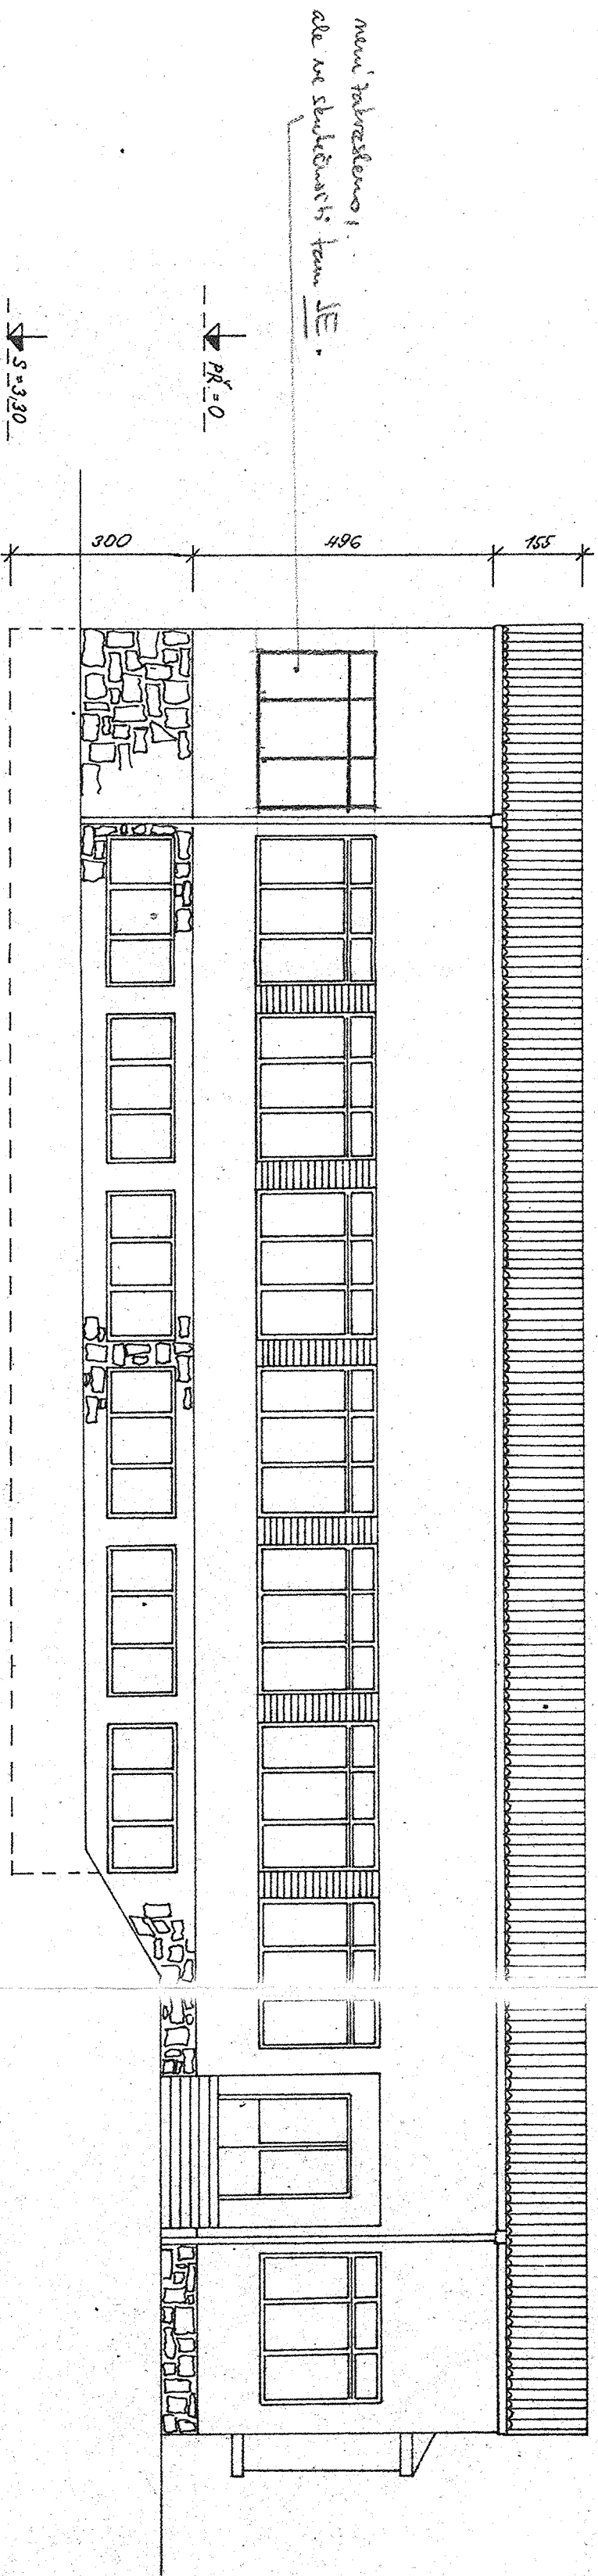 není zakresleno!
ale ve skutečnosti tam JE.
PŘ.=0
S=3,30
155
496
300